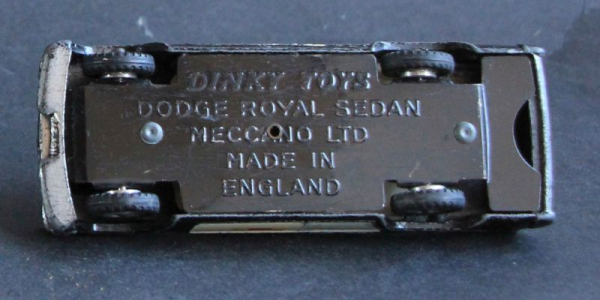 DINKY TOYS
DODGE ROYAL SEDAN
MECCANO LTD
MADE IN
ENGLAND